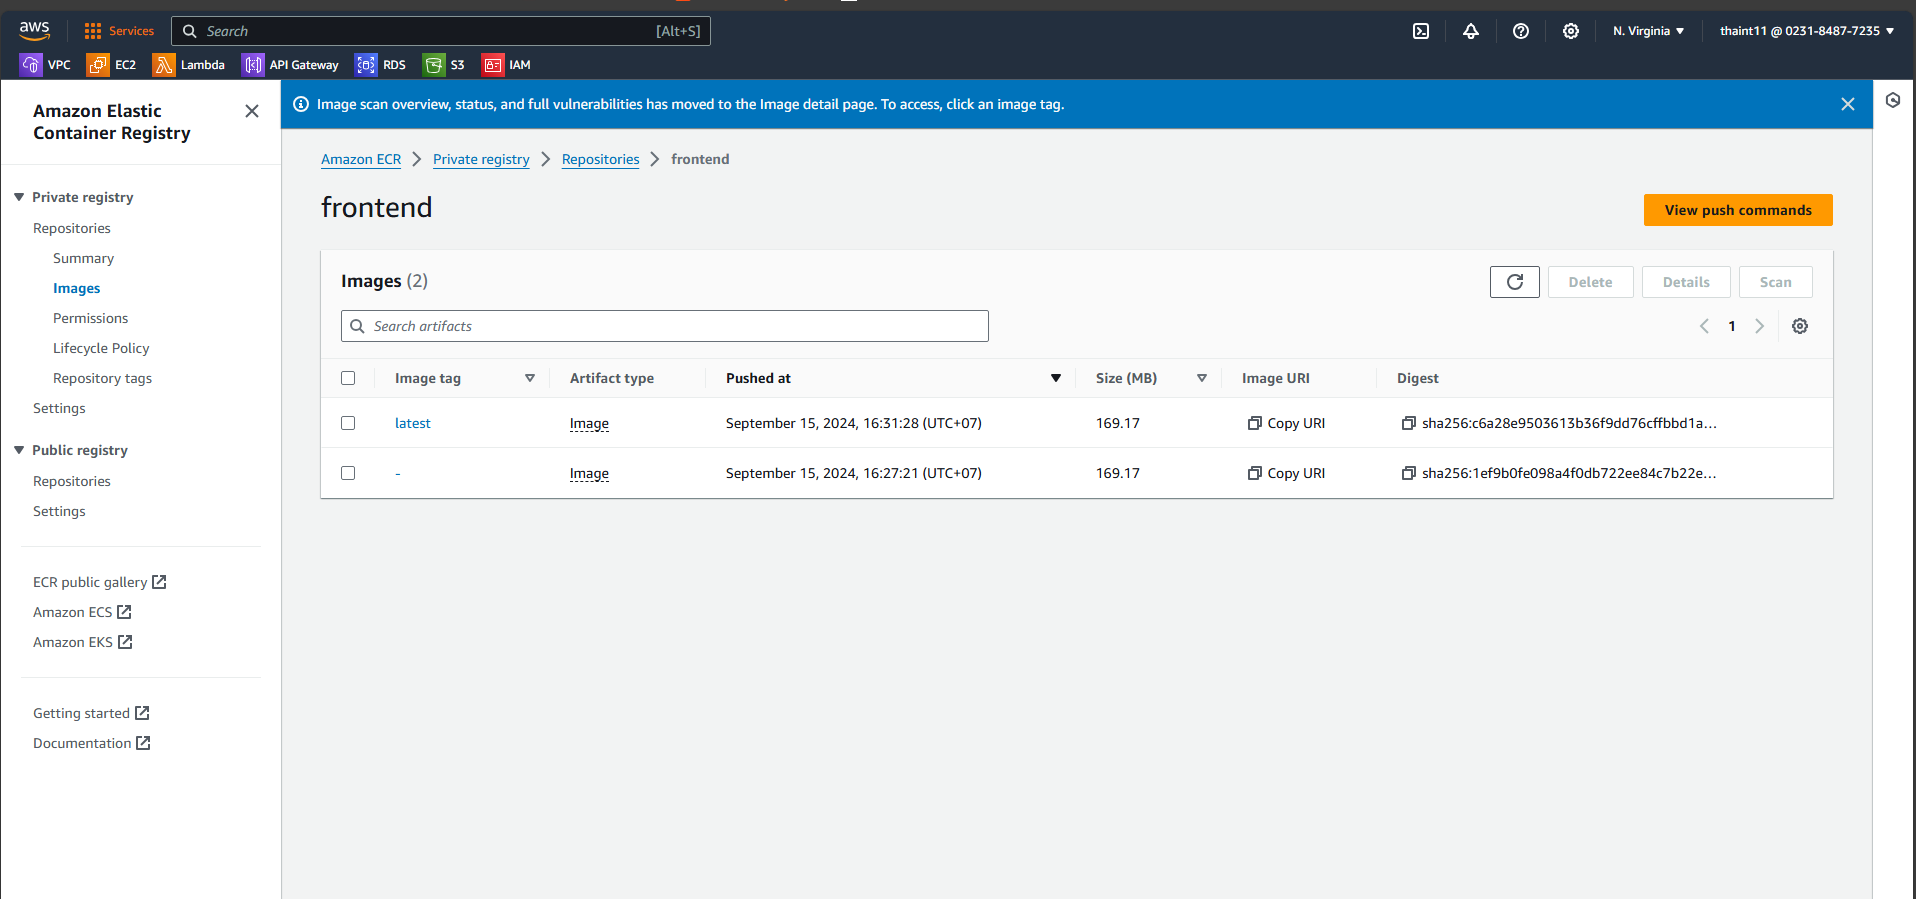 aws
Services
Search
[Alt+S]
N. Virginia
thaint11 @ 0231-8487-7235
VPC
EC2
Lambda
API Gateway
RDS
S3
IAM
Amazon Elastic
Container Registry
Private registry
Repositories
Summary
Images
Permissions
Lifecycle Policy
Repository tags
Settings
Public registry
Repositories
Settings
ECR public gallery
Amazon ECS
Amazon EKS
Getting started
Documentation
Image scan overview, status, and full vulnerabilities has moved to the Image detail page. To access, click an image tag.
Amazon ECR
Private registry
Repositories
frontend
frontend
View push commands
Images (2)
Delete
Details
Scan
Search artifacts
1
Image tag
Artifact type
Pushed at
Size (MB)
Image URI
Digest
latest
Image
September 15, 2024, 16:31:28 (UTC+07)
169.17
Copy URI
sha256:c6a28e9503613b36f9dd76cffbbd1a...
-
Image
September 15, 2024, 16:27:21 (UTC+07)
169.17
Copy URI
sha256:1ef9b0fe098a4f0db722ee84c7b22e...